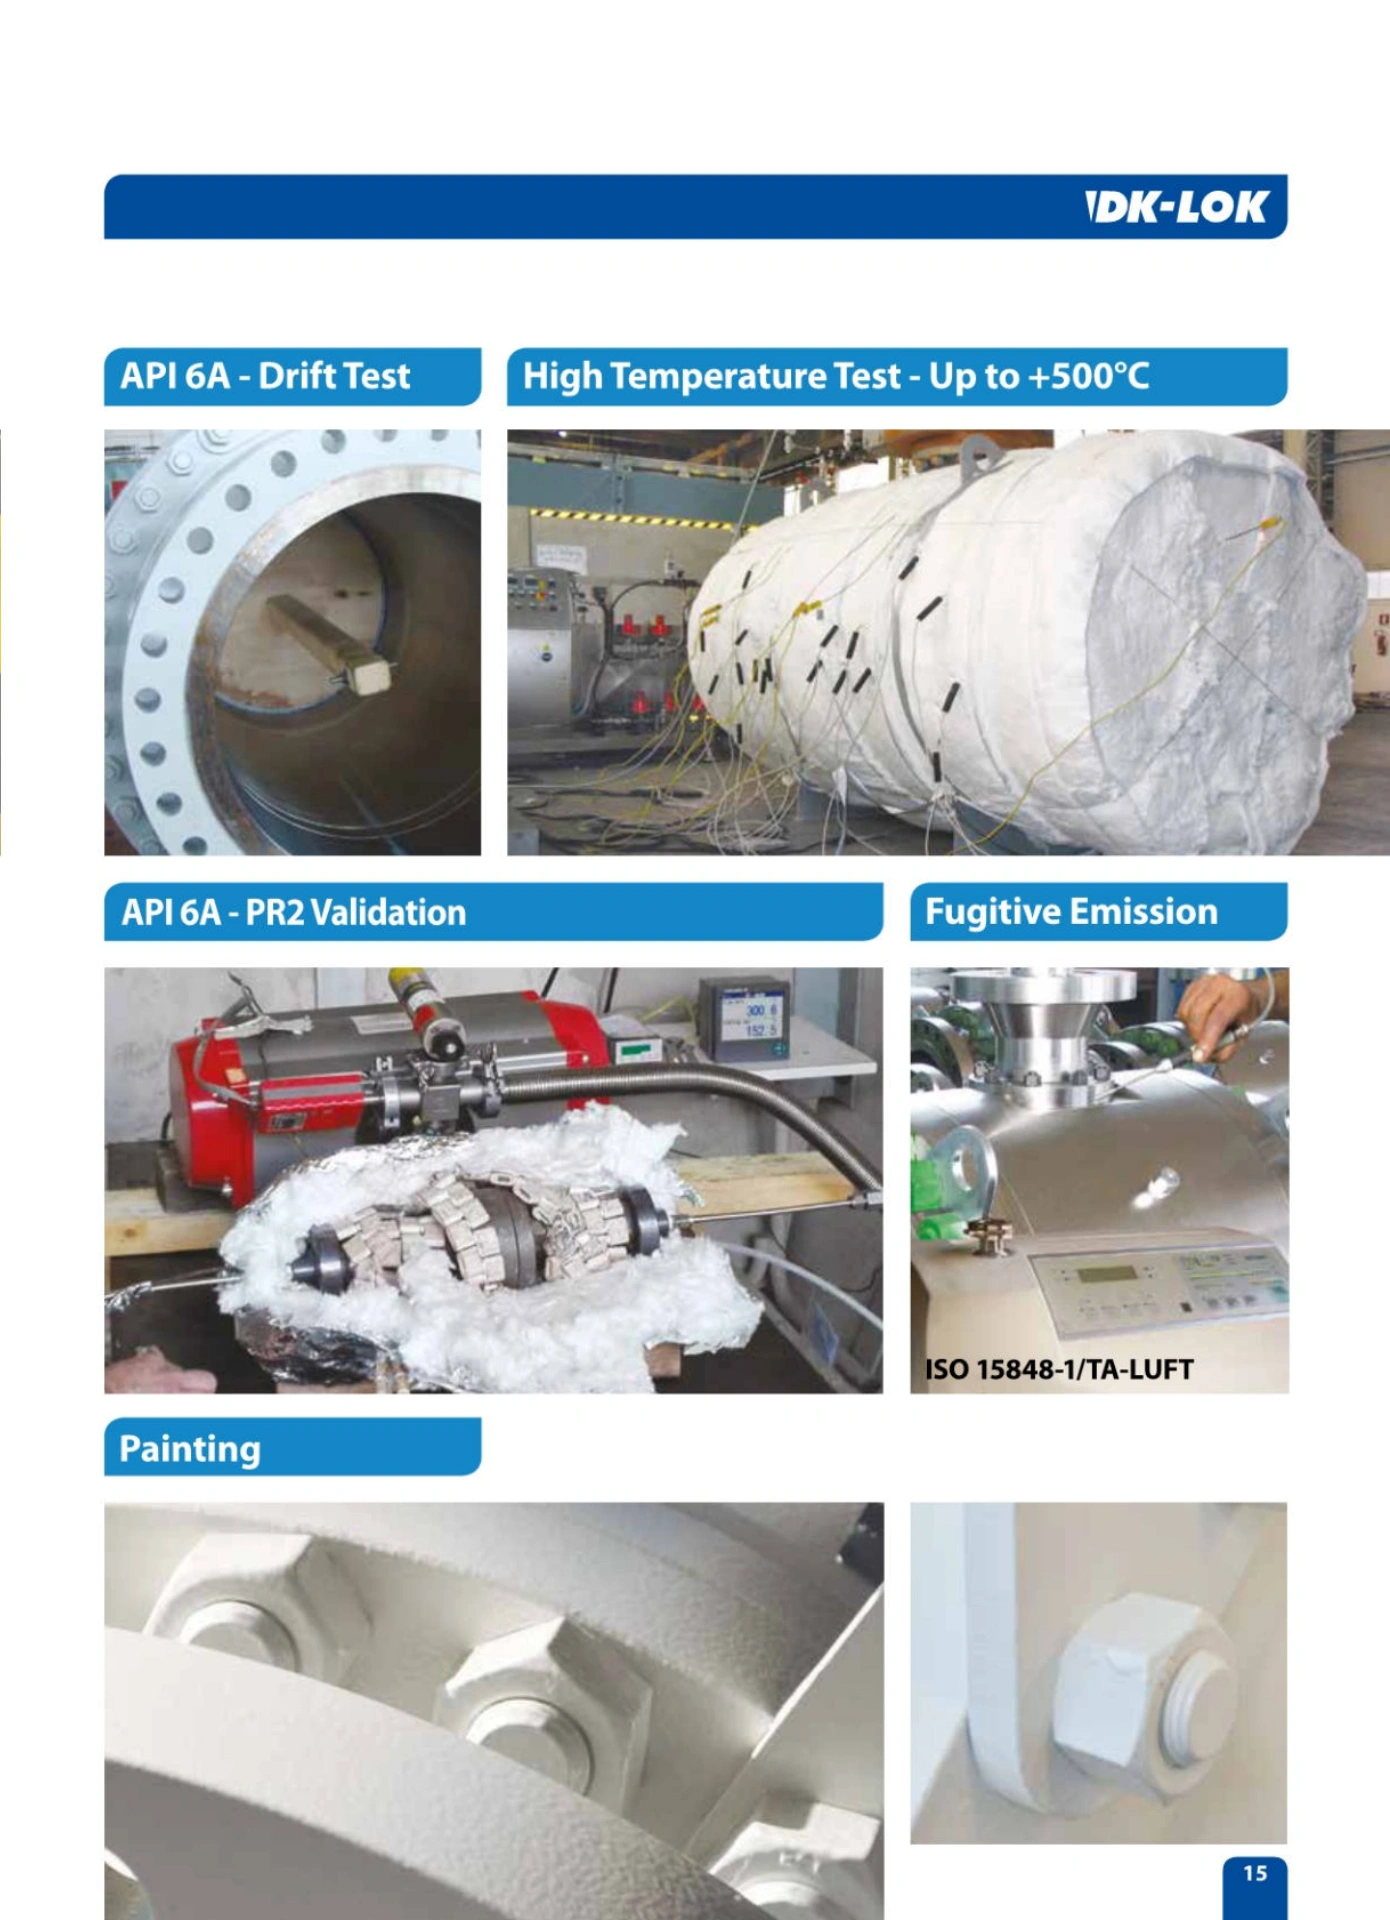 DK-LOK
API 6A - Drift Test
High Temperature Test - Up to +500°C
API 6A - PR2 Validation
Fugitive Emission
300.6
152.5
ISO 15848-1/TA-LUFT
Painting
15